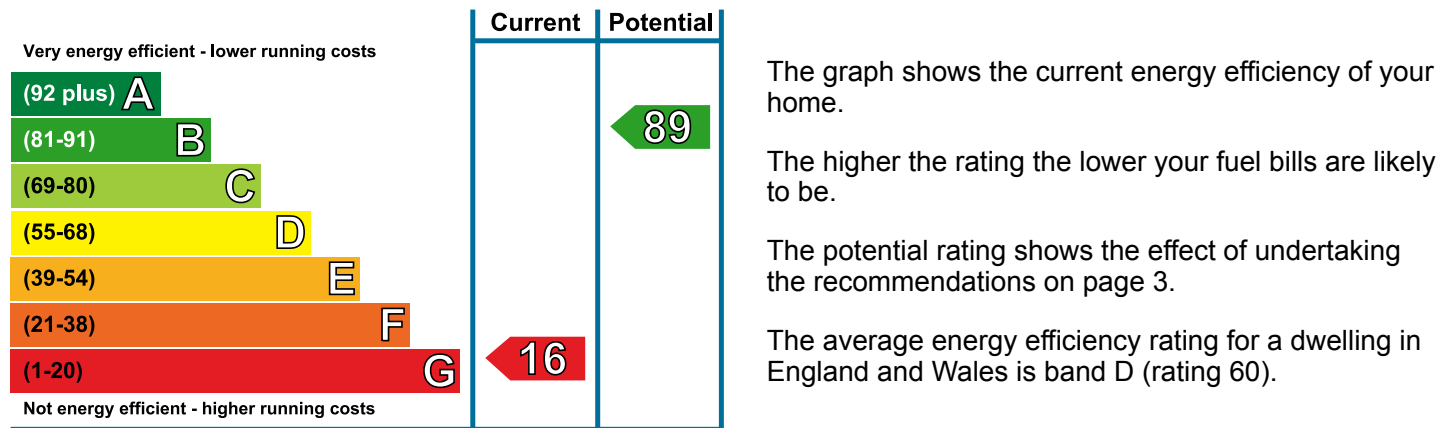 Current Potential
Very energy efficient - lower running costs
(92 plus) A
(81-91) B
89
(69-80) C
(55-68) D
(39-54) E
(21-38) F
(1-20) G
16
Not energy efficient - higher running costs
The graph shows the current energy efficiency of your
home.
The higher the rating the lower your fuel bills are likely
to be.
The potential rating shows the effect of undertaking
the recommendations on page 3.
The average energy efficiency rating for a dwelling in
England and Wales is band D (rating 60).